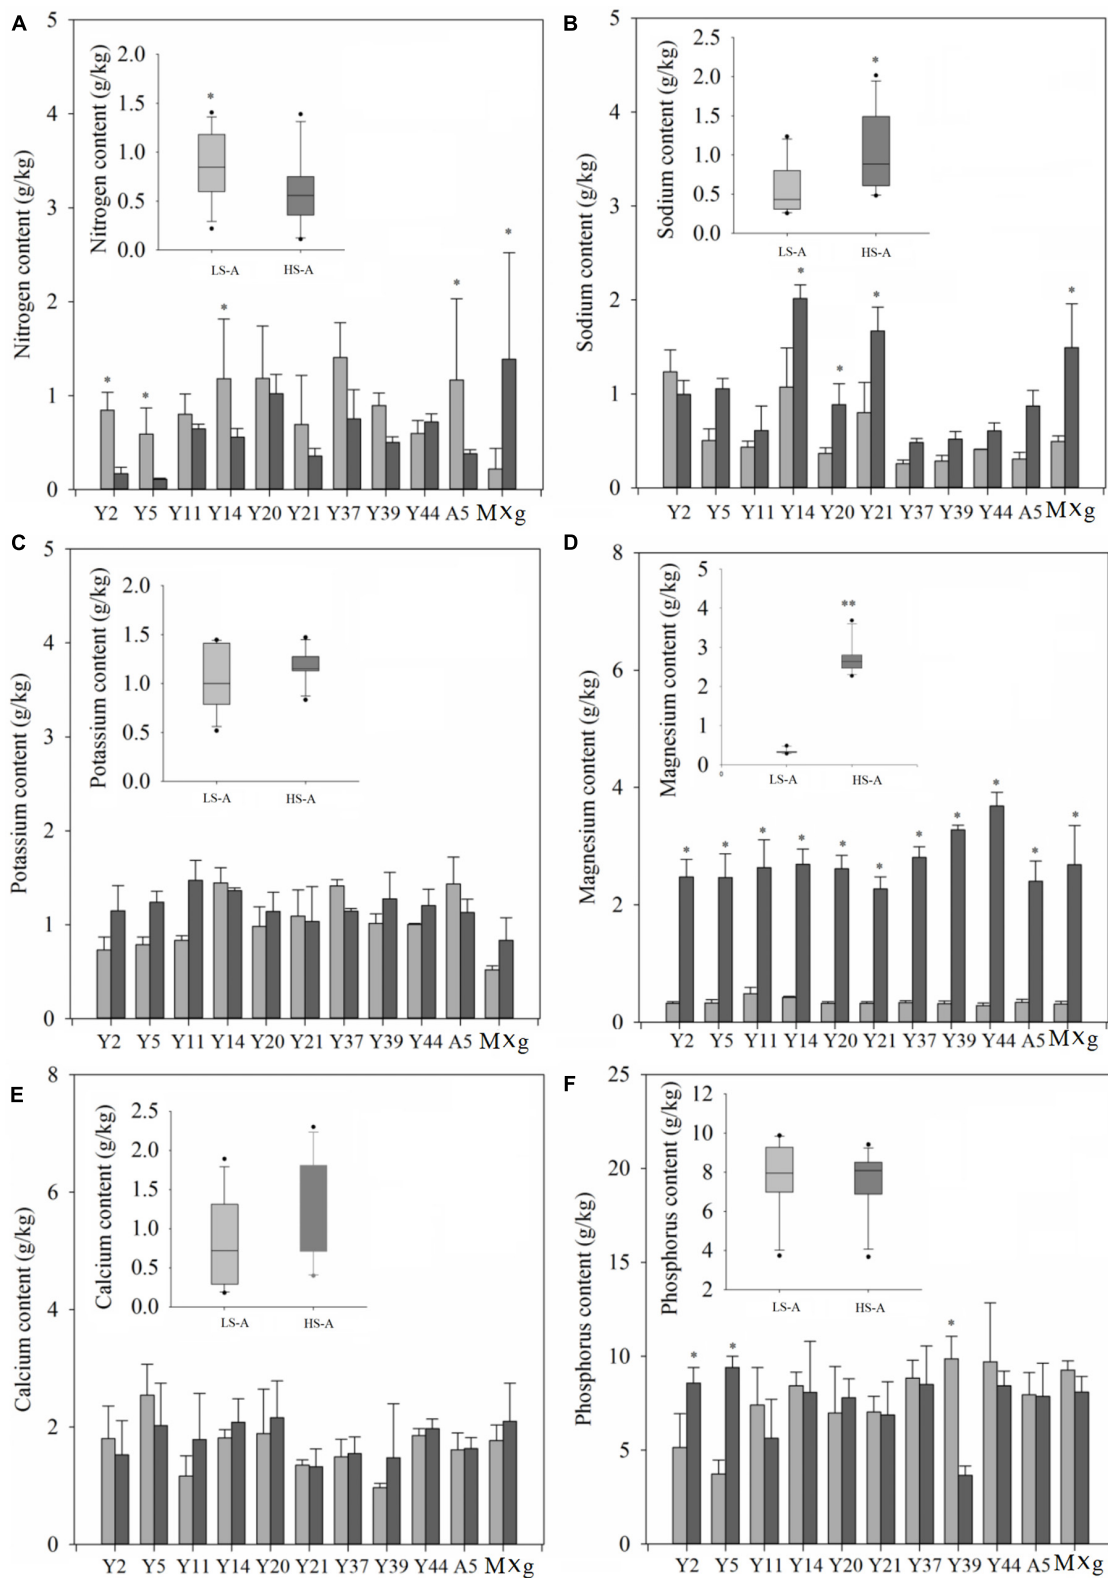 A
Nitrogen content (g/kg)
5
4
3
2
1
0
Nitrogen content (g/kg)
2.0
1.5
1.0
0.5
0.0
*
LS-A HS-A
* * * * *
Y2 Y5 Y11 Y14 Y20 Y21 Y37 Y39 Y44 A5 M×g
B
Sodium content (g/kg)
5
4
3
2
1
0
Sodium content (g/kg)
2.5
2.0
1.5
1.0
0.5
0.0
*
LS-A HS-A
* * * *
Y2 Y5 Y11 Y14 Y20 Y21 Y37 Y39 Y44 A5 M×g
C
Potassium content (g/kg)
5
4
3
2
1
0
Potassium content (g/kg)
2.0
1.5
1.0
0.5
0.0
LS-A HS-A
Y2 Y5 Y11 Y14 Y20 Y21 Y37 Y39 Y44 A5 M×g
D
Magnesium content (g/kg)
8
6
4
2
0
Magnesium content (g/kg)
5
4
3
2
1
0
**
0
LS-A HS-A
* * * * * * * * * * *
Y2 Y5 Y11 Y14 Y20 Y21 Y37 Y39 Y44 A5 M×g
E
Calcium content (g/kg)
8
6
4
2
0
Calcium content (g/kg)
2.5
2.0
1.5
1.0
0.5
0.0
LS-A HS-A
Y2 Y5 Y11 Y14 Y20 Y21 Y37 Y39 Y44 A5 M×g
F
Phosphorus content (g/kg)
25
20
15
10
5
0
Phosphorus content (g/kg)
12
10
8
6
4
2
LS-A HS-A
* * *
Y2 Y5 Y11 Y14 Y20 Y21 Y37 Y39 Y44 A5 M×g